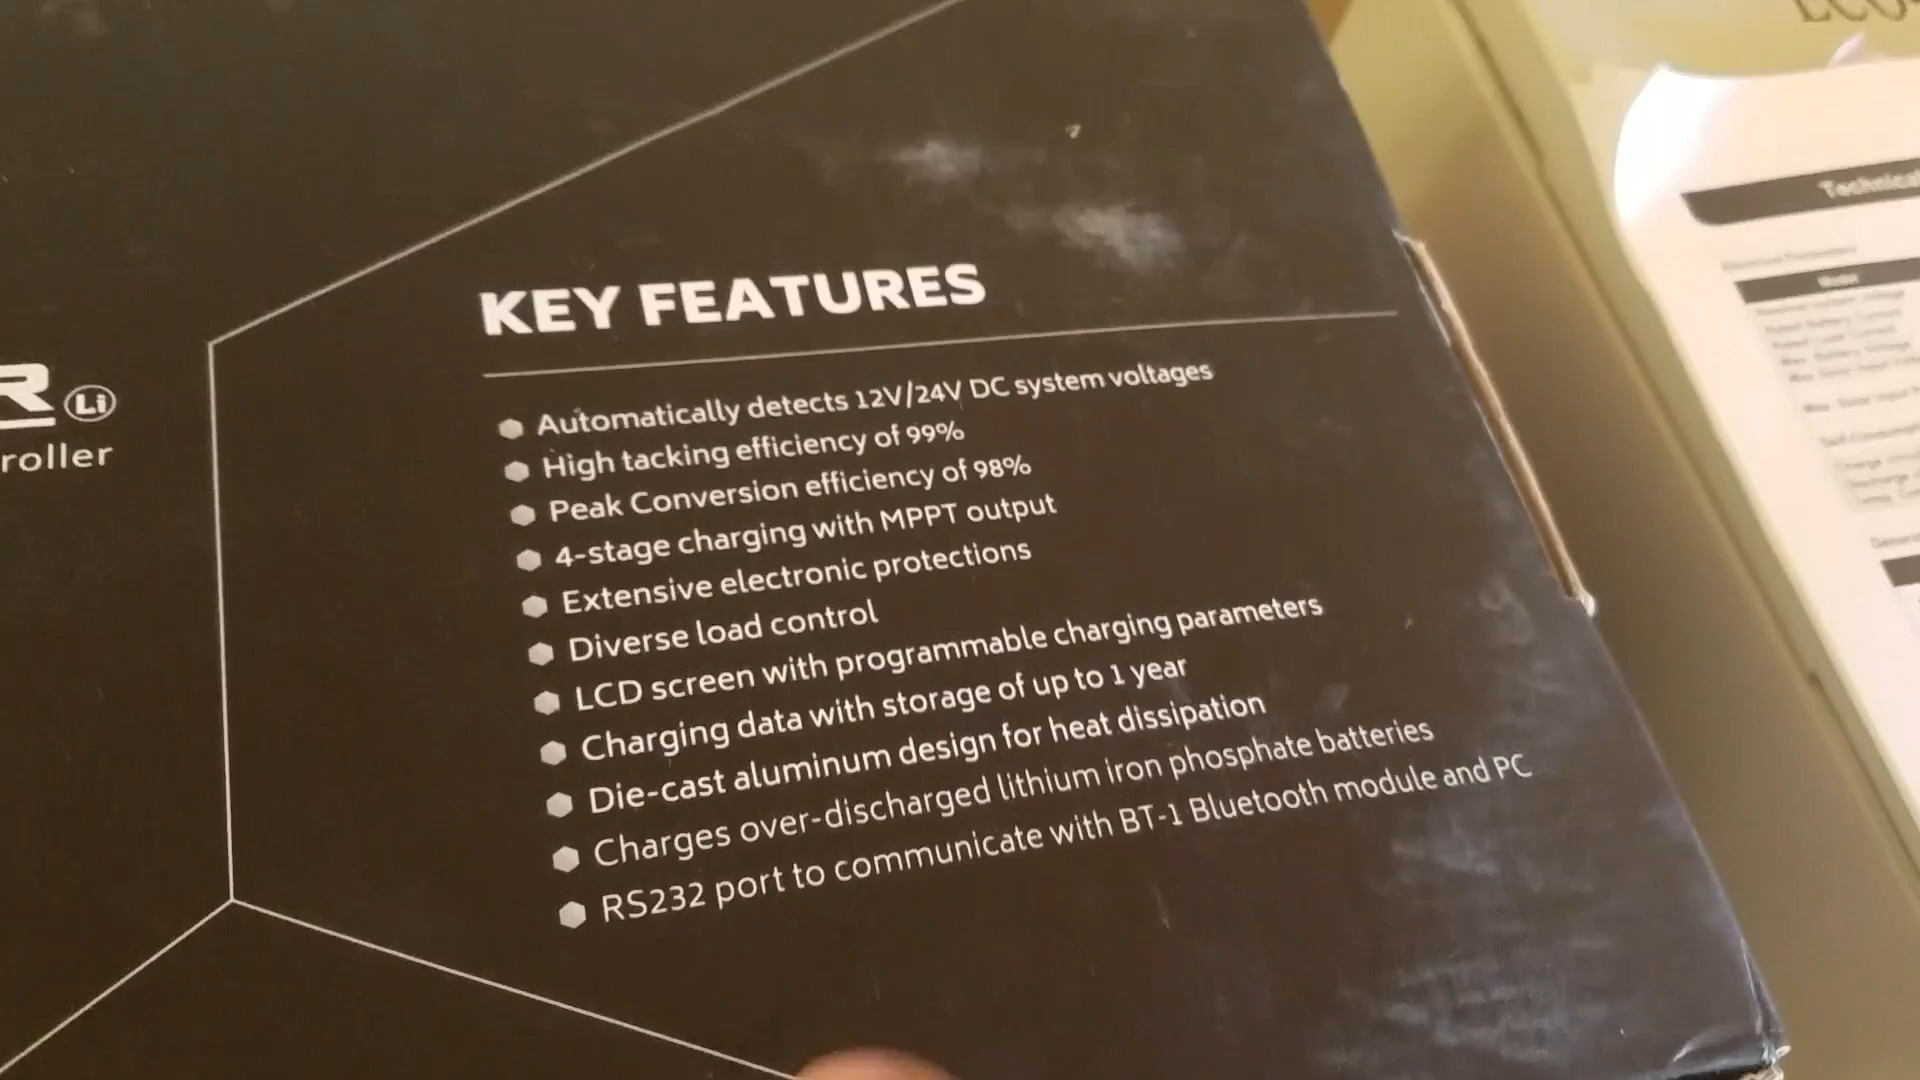 R Li
roller
KEY FEATURES
Automatically detects 12V/24V DC system voltages
High tacking efficiency of 99%
Peak Conversion efficiency of 98%
4-stage charging with MPPT output
Extensive electronic protections
Diverse load control
LCD screen with programmable charging parameters
Charging data with storage of up to 1 year
Die-cast aluminum design for heat dissipation
Charges over-discharged lithium iron phosphate batteries
RS232 port to communicate with BT-1 Bluetooth module and PC
ECO
Technical
Model